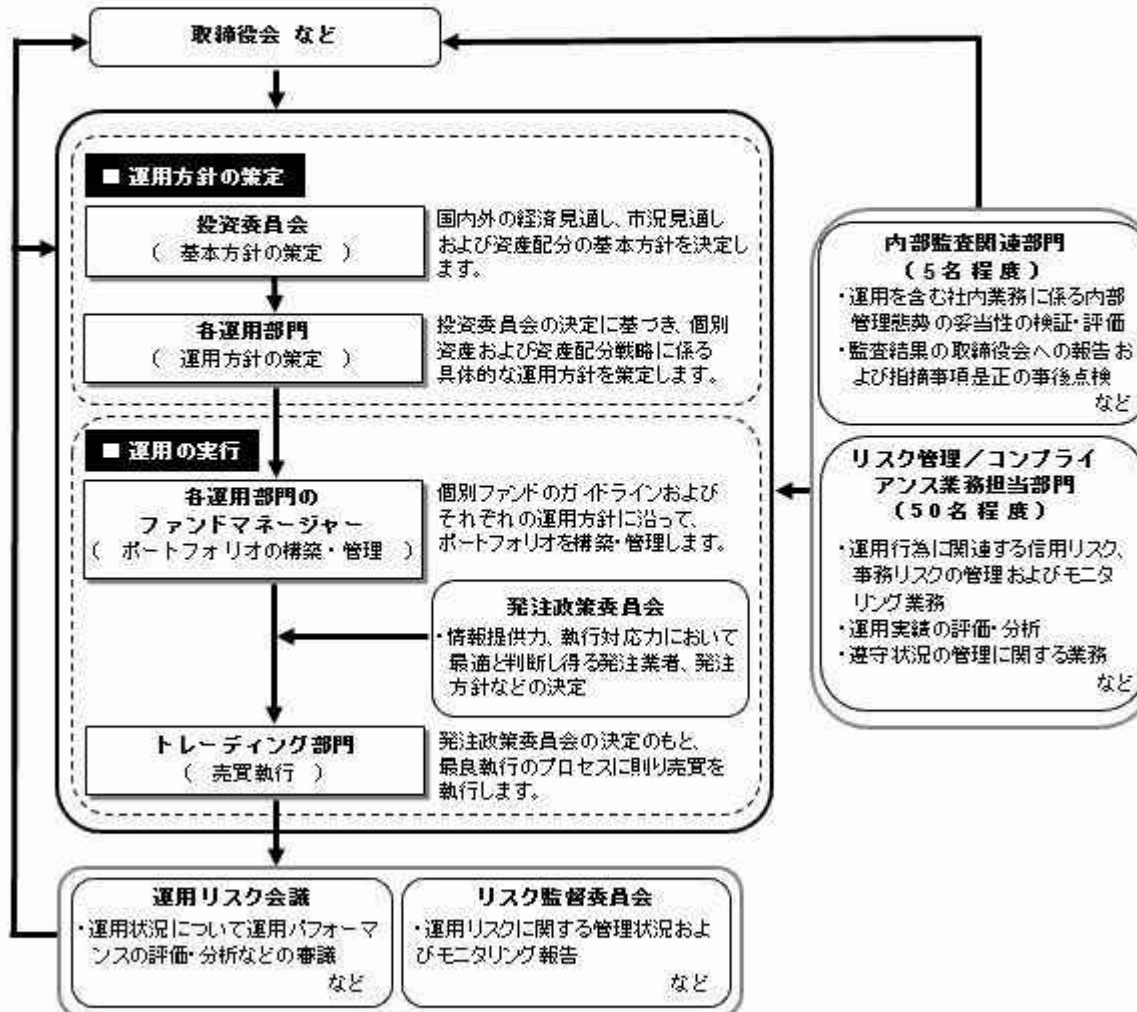 取締役会 など
■ 運用方針の策定
投資委員会
( 基本方針の策定 )
国内外の経済見通し、市況見通し
および資産配分の基本方針を決定し
ます。
各運用部門
( 運用方針の策定 )
投資委員会の決定に基づき、個別
資産および資産配分戦略に係る
具体的な運用方針を策定します。
■ 運用の実行
各運用部門の
ファンドマネージャー
( ポートフォリオの構築・管理 )
個別ファンドのガイドラインおよび
それぞれの運用方針に沿って、
ポートフォリオを構築・管理します。
発注政策委員会
・情報提供力、執行対応力において
最適と判断し得る発注業者、発注
方針などの決定
トレーディング部門
( 売買執行 )
発注政策委員会の決定のもと、
最良執行のプロセスに則り売買を
執行します。
内部監査関連部門
(5名程度)
・運用を含む社内業務に係る内部
管理態勢の妥当性の検証・評価
・監査結果の取締役会への報告お
よび指摘事項是正の事後点検
など
リスク管理/コンプライ
アンス業務担当部門
(50名程度)
・運用行為に関連する信用リスク、
事務リスクの管理およびモニタ
リング業務
・運用実績の評価・分析
・遵守状況の管理に関する業務
など
運用リスク会議
・運用状況について運用パフォーマ
ンスの評価・分析などの審議
など
リスク監督委員会
・運用リスクに関する管理状況およ
びモニタリング報告
など